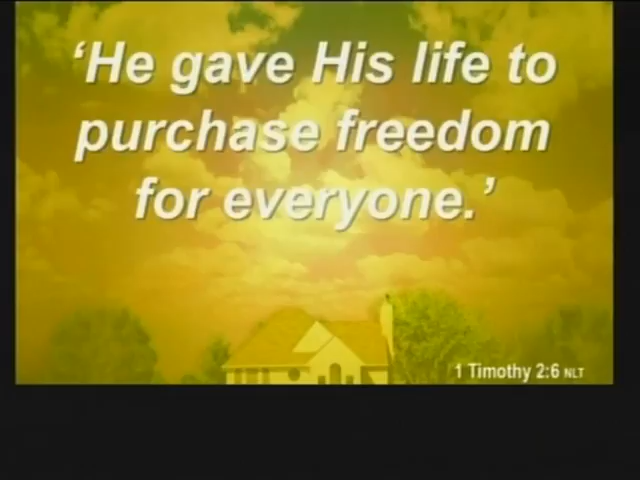 ‘He gave His life to
purchase freedom
for everyone.’
1 Timothy 2:6 NLT